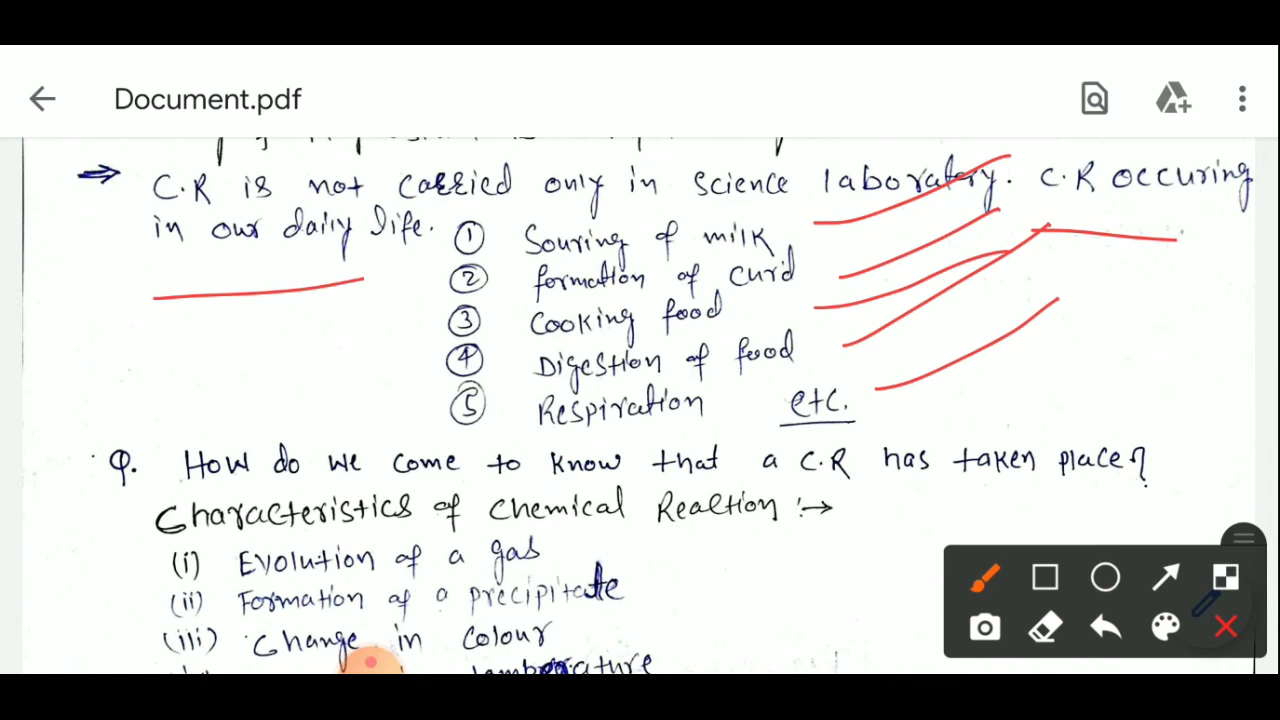 Document.pdf
⇒ C.R is not carried only in science laboratory. C.R occuring
in our daily life. ① Souring of milk
② formation of curd
③ Cooking food
④ Digestion of food
⑤ Respiration etc.
Q. How do we come to know that a C.R has taken place?
Characteristics of Chemical Reaction :→
(i) Evolution of a gas
(ii) Formation of a precipitate
(iii) Change in colour